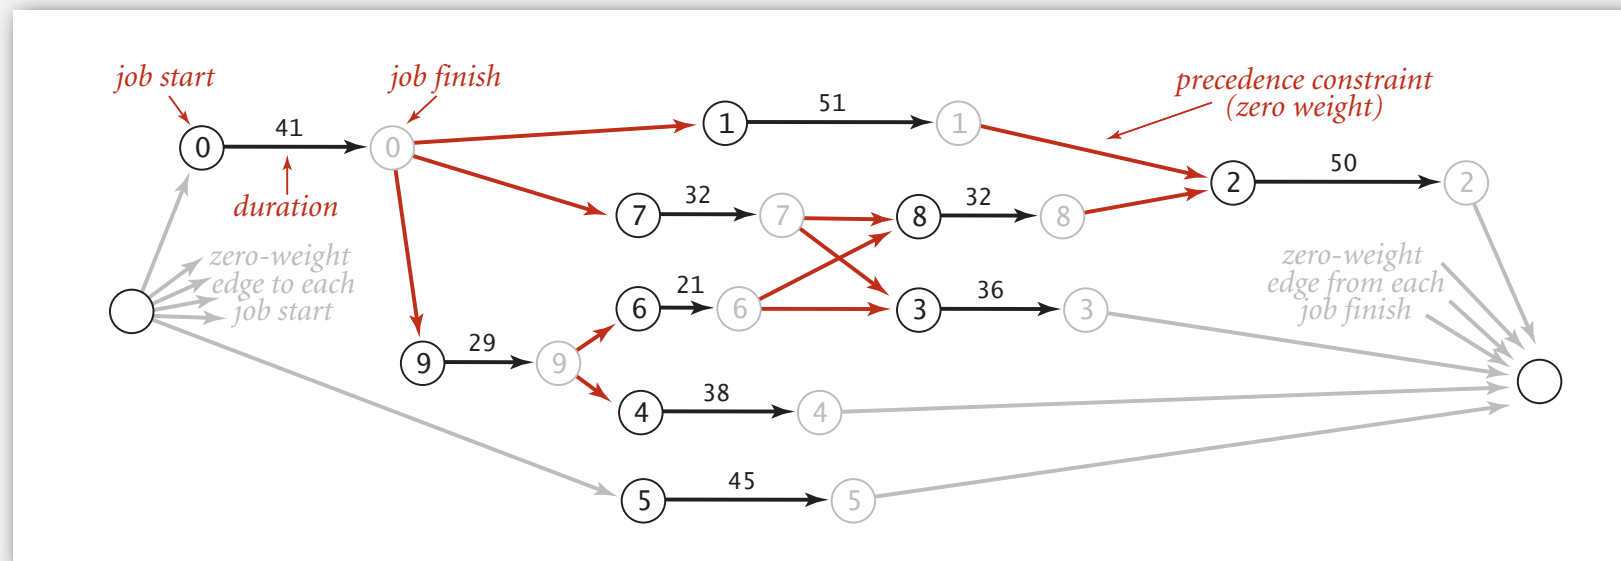 job start
job finish
precedence constraint
(zero weight)
41
51
0
0
1
1
duration
32
32
50
7
7
8
8
2
2
zero-weight
edge to each
job start
zero-weight
edge from each
job finish
21
36
6
6
3
3
29
9
9
38
4
4
45
5
5